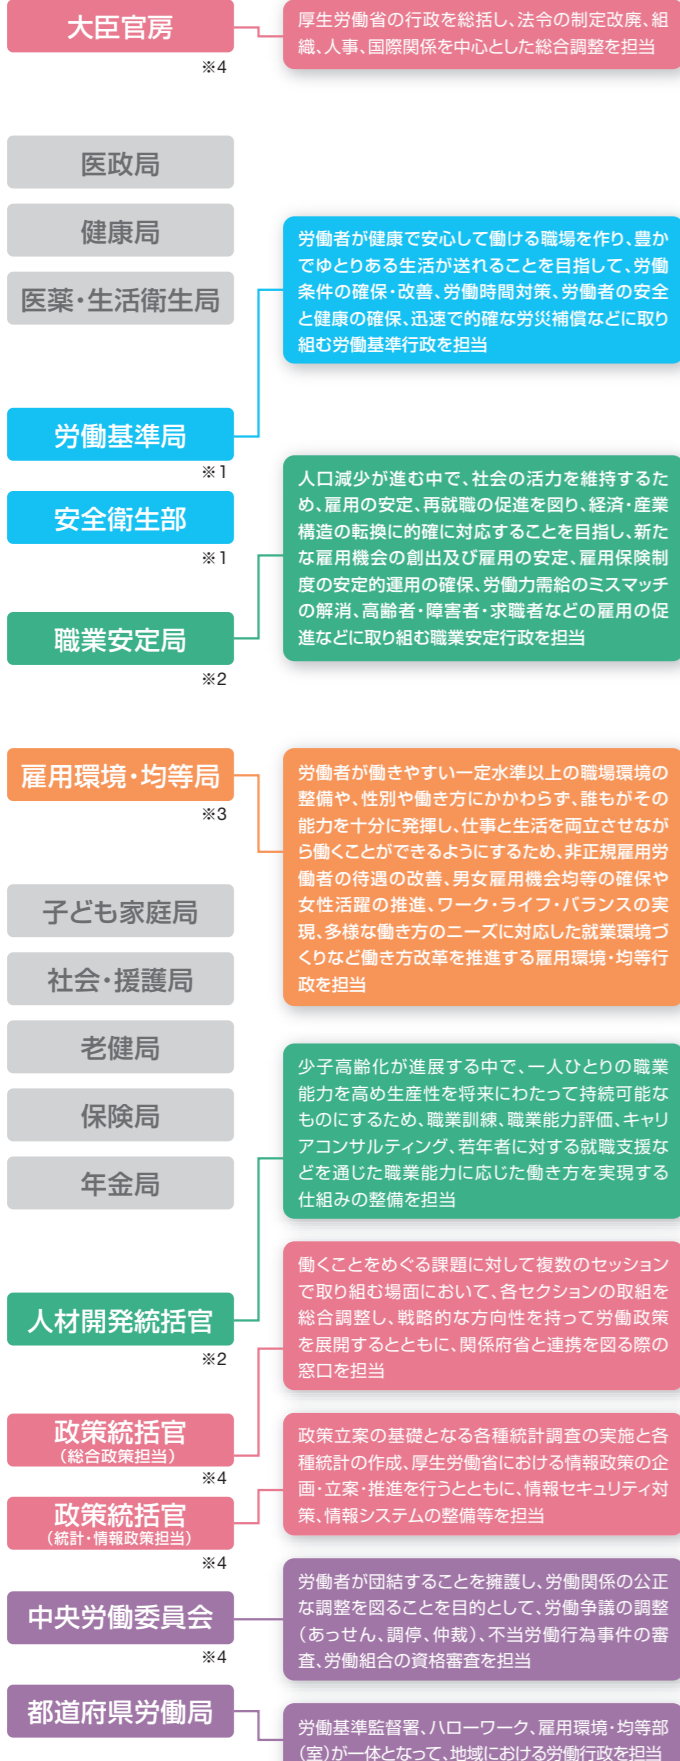 大臣官房
※4
厚生労働省の行政を総括し、法令の制定改廃、組
織、人事、国際関係を中心とした総合調整を担当
医政局
健康局
医薬・生活衛生局
労働者が健康で安心して働ける職場を作り、豊か
でゆとりある生活が送れることを目指して、労働
条件の確保・改善、労働時間対策、労働者の安全
と健康の確保、迅速で的確な労災補償などに取り
組む労働基準行政を担当
労働基準局
※1
安全衛生部
※1
人口減少が進む中で、社会の活力を維持するた
め、雇用の安定、再就職の促進を図り、経済・産業
構造の転換に的確に対応することを目指し、新た
な雇用機会の創出及び雇用の安定、雇用保険制
度の安定的運用の確保、労働力需給のミスマッチ
の解消、高齢者・障害者・求職者などの雇用の促
進などに取り組む職業安定行政を担当
職業安定局
※2
雇用環境・均等局
※3
労働者が働きやすい一定水準以上の職場環境の
整備や、性別や働き方にかかわらず、誰もがその
能力を十分に発揮し、仕事と生活を両立させなが
ら働くことができるようにするため、非正規雇用労
働者の待遇の改善、男女雇用機会均等の確保や
女性活躍の推進、ワーク・ライフ・バランスの実
現、多様な働き方のニーズに対応した就業環境づ
くりなど働き方改革を推進する雇用環境・均等行
政を担当
子ども家庭局
社会・援護局
老健局
保険局
年金局
少子高齢化が進展する中で、一人ひとりの職業
能力を高め生産性を将来にわたって持続可能な
ものにするため、職業訓練、職業能力評価、キャリ
アコンサルティング、若年者に対する就職支援な
どを通じた職業能力に応じた働き方を実現する
仕組みの整備を担当
人材開発統括官
※2
働くことをめぐる課題に対して複数のセッション
で取り組む場面において、各セクションの取組を
総合調整し、戦略的な方向性を持って労働政策
を展開するとともに、関係府省と連携を図る際の
窓口を担当
政策統括官
(総合政策担当)
※4
政策立案の基礎となる各種統計調査の実施と各
種統計の作成、厚生労働省における情報政策の企
画・立案・推進を行うとともに、情報セキュリティ対
策、情報システムの整備等を担当
政策統括官
(統計・情報政策担当)
※4
労働者が団結することを擁護し、労働関係の公正
な調整を図ることを目的として、労働争議の調整
(あっせん、調停、仲裁)、不当労働行為事件の審
査、労働組合の資格審査を担当
中央労働委員会
※4
都道府県労働局
労働基準監督署、ハローワーク、雇用環境・均等部
(室)が一体となって、地域における労働行政を担当